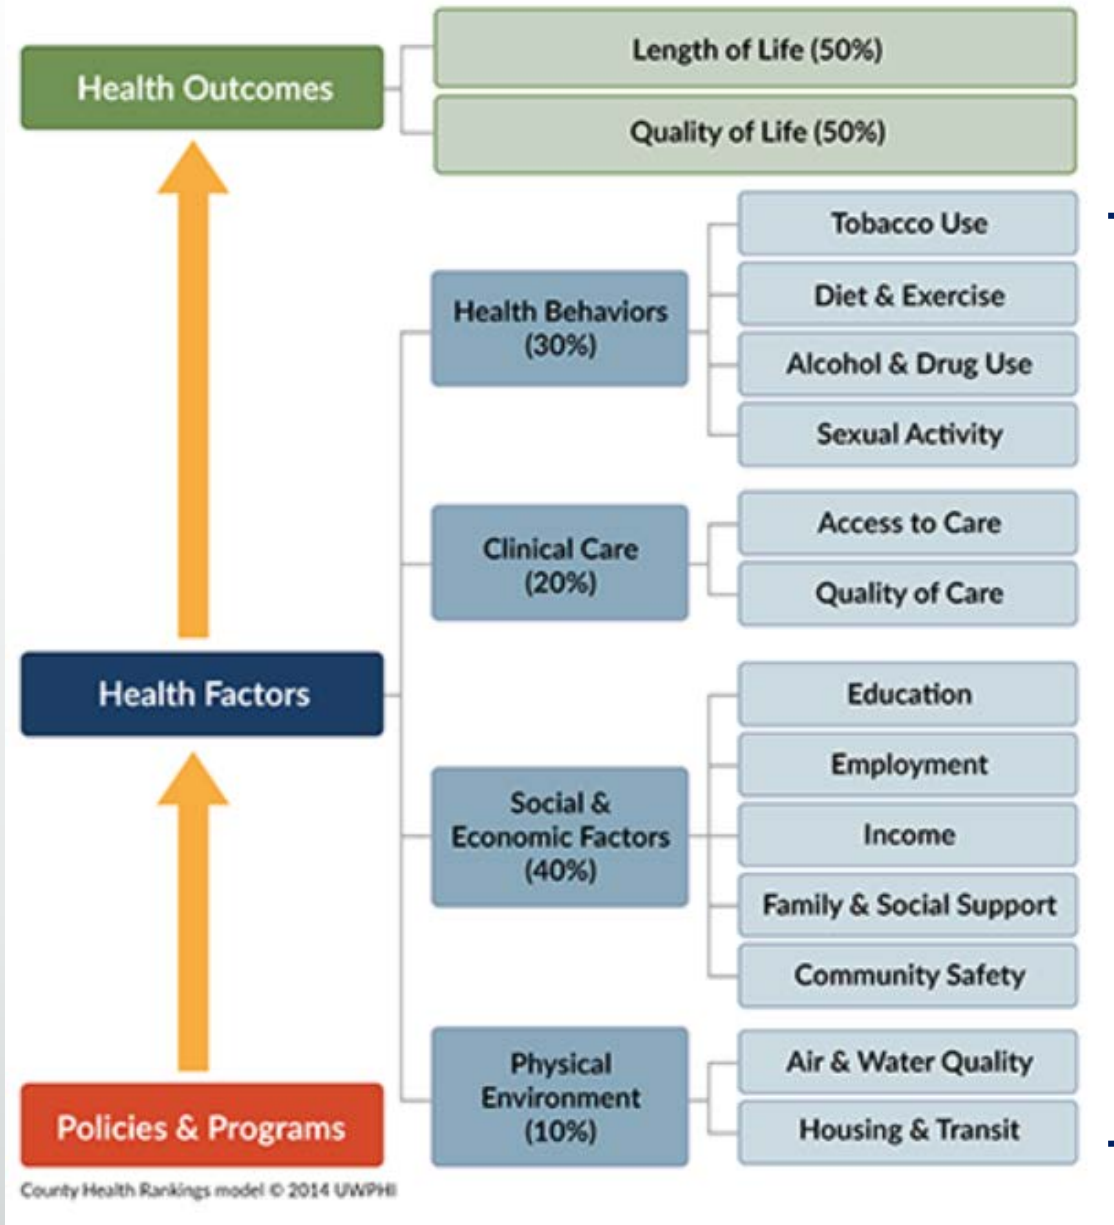 Health Outcomes
Length of Life (50%)
Quality of Life (50%)
Health Factors
Health Behaviors
(30%)
Tobacco Use
Diet & Exercise
Alcohol & Drug Use
Sexual Activity
Clinical Care
(20%)
Access to Care
Quality of Care
Social &
Economic Factors
(40%)
Education
Employment
Income
Family & Social Support
Community Safety
Physical
Environment
(10%)
Air & Water Quality
Housing & Transit
Policies & Programs
County Health Rankings model © 2014 UWPHI